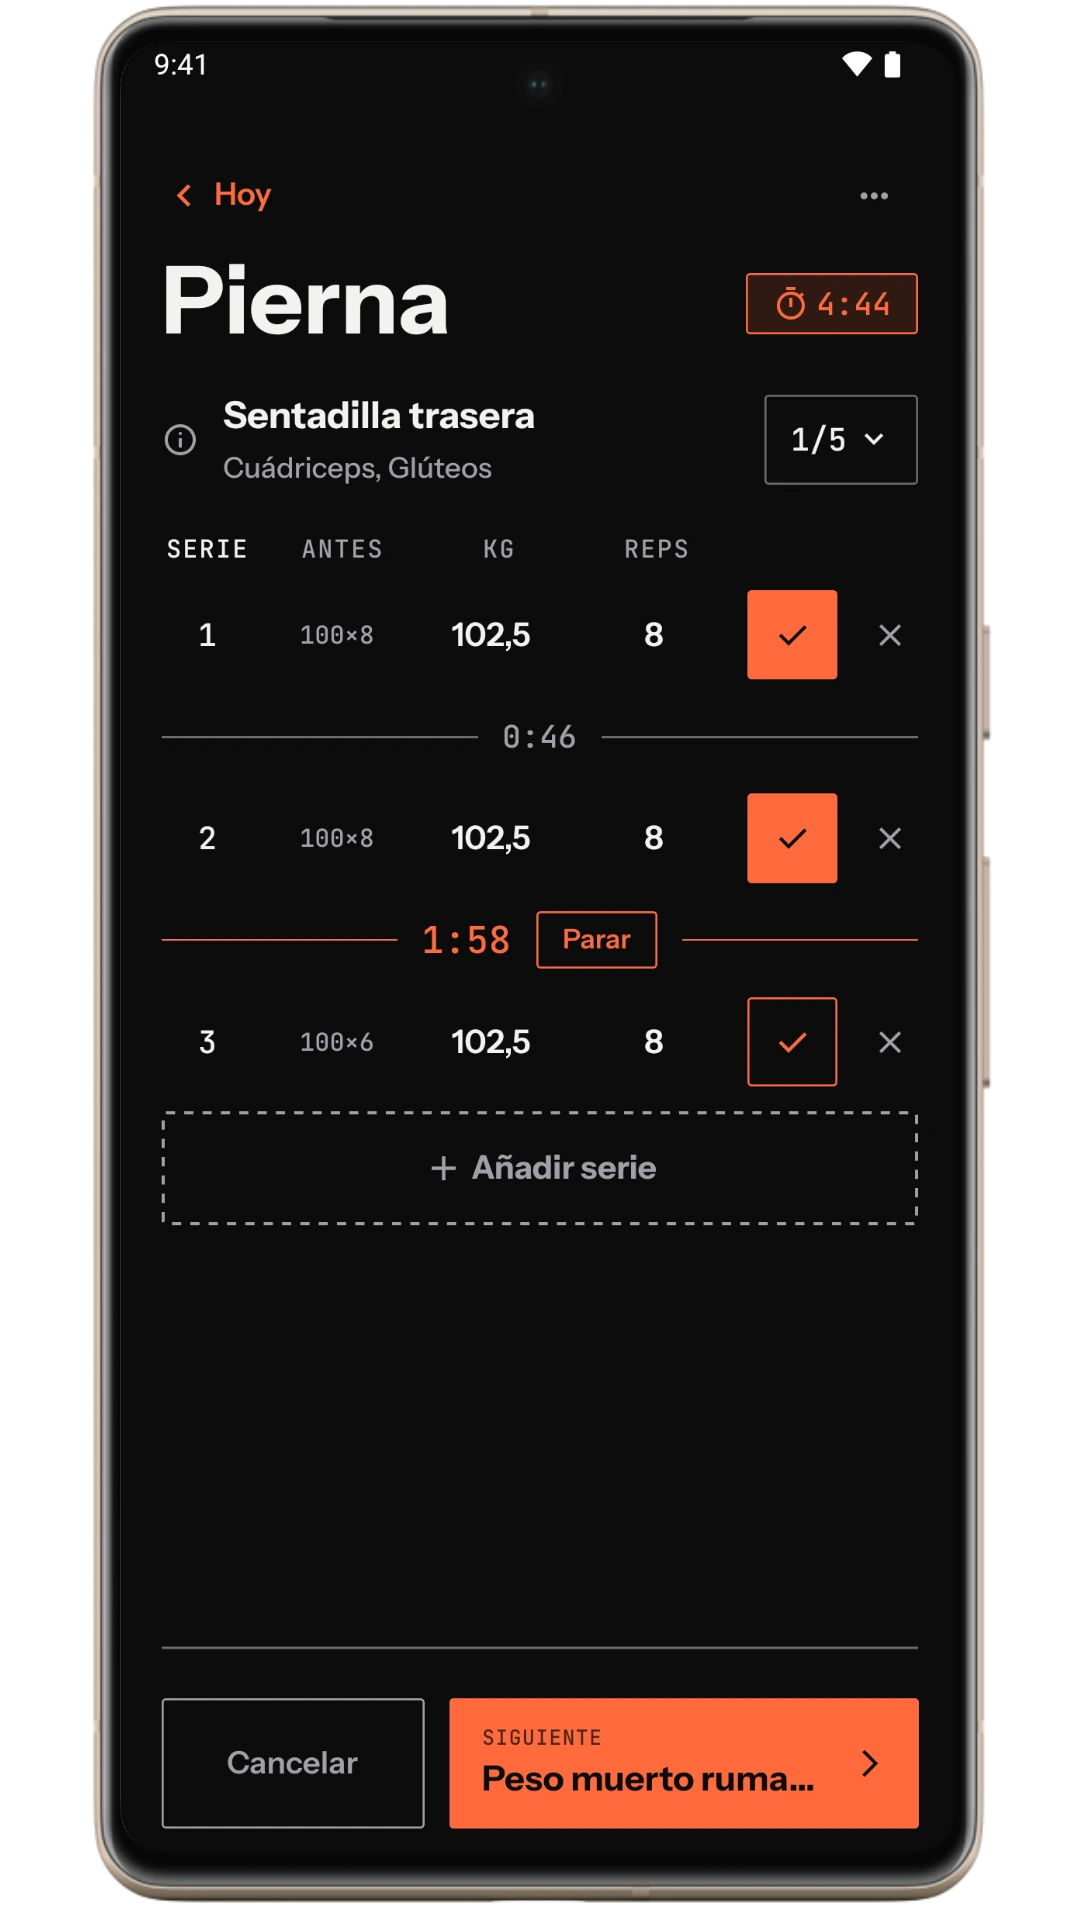 9:41
Hoy
Pierna
4:44
Sentadilla trasera
Cuádriceps, Glúteos
1/5
SERIE ANTES KG REPS
1 100×8 102,5 8
0:46
2 100×8 102,5 8
1:58 Parar
3 100×6 102,5 8
+ Añadir serie
Cancelar
SIGUIENTE
Peso muerto ruma...